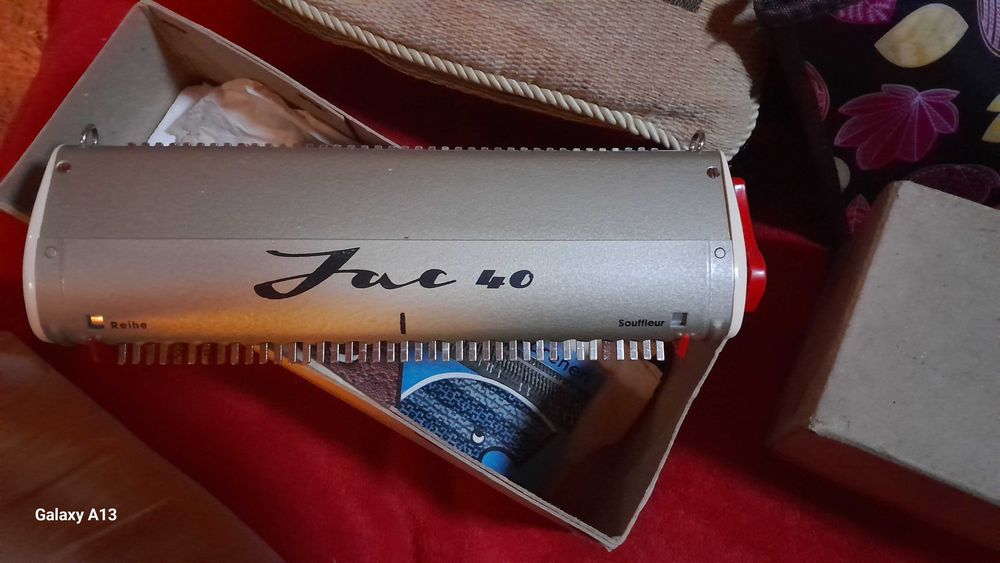 Jac 40
Reihe
Souffleur
Galaxy A13